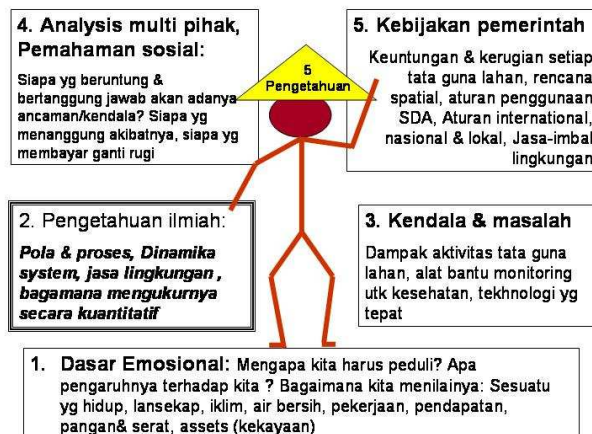 4. Analysis multi pihak,
Pemahaman sosial:
Siapa yg beruntung &
bertanggung jawab akan adanya
ancaman/kendala? Siapa yg
menanggung akibatnya, siapa yg
membayar ganti rugi
5
Pengetahuan
5. Kebijakan pemerintah
Keuntungan & kerugian setiap
tata guna lahan, rencana
spatial, aturan penggunaan
SDA, Aturan international,
nasional & lokal, Jasa-imbal
lingkungan
2. Pengetahuan ilmiah:
Pola & proses, Dinamika
system, jasa lingkungan ,
bagamana mengukurnya
secara kuantitatif
3. Kendala & masalah
Dampak aktivitas tata guna
lahan, alat bantu monitoring
utk kesehatan, tekhnologi yg
tepat
1. Dasar Emosional: Mengapa kita harus peduli? Apa
pengaruhnya terhadap kita ? Bagaimana kita menilainya: Sesuatu
yg hidup, lansekap, iklim, air bersih, pekerjaan, pendapatan,
pangan& serat, assets (kekayaan)